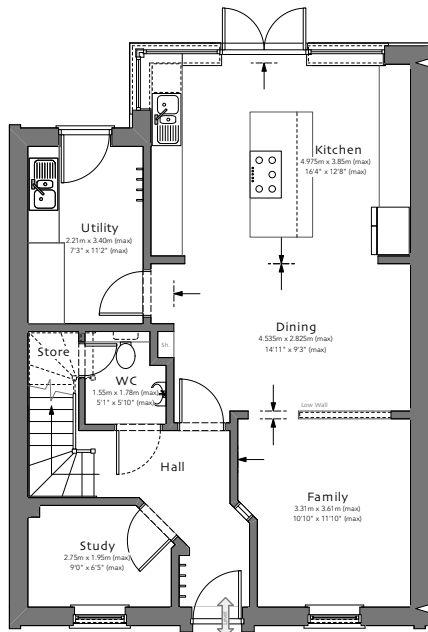 Kitchen
4.975m x 3.85m (max)
16'4" x 12'8" (max)
Utility
2.21m x 3.40m (max)
7'3" x 11'2" (max)
Dining
4.535m x 2.825m (max)
14'11" x 9'3" (max)
Store
Sh.
WC
1.55m x 1.78m (max)
5'1" x 5'10" (max)
Low Wall
Hall
Family
3.31m x 3.61m (max)
10'10" x 11'10" (max)
Study
2.75m x 1.95m (max)
9'0" x 6'5" (max)